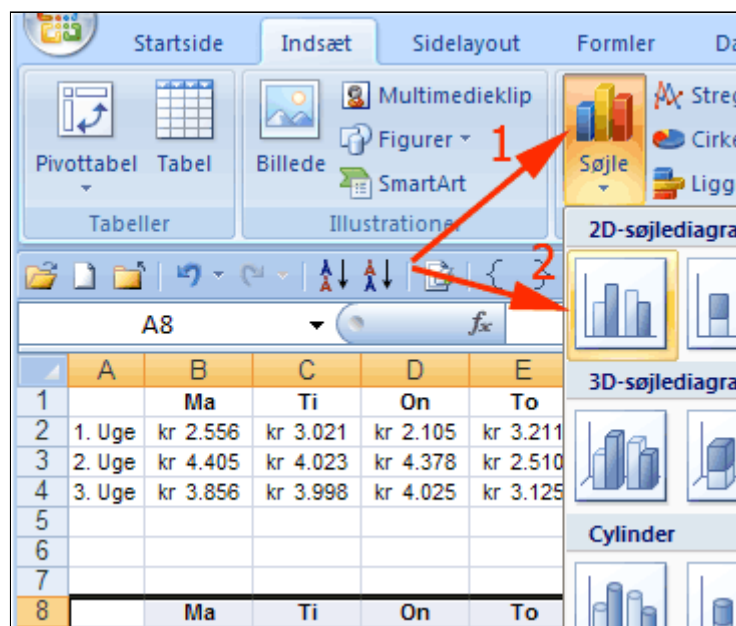 Startside Indsæt Sidelayout Formler Da
Pivottabel Tabel Billede Multimedieklip Figurer SmartArt 1 Søjle Streg Cirke Ligg
Tabeller Illustrationer
2D-søjlediagra
2
A8 fx
3D-søjlediagra
A B C D E
1 Ma Ti On To
2 1. Uge kr 2.556 kr 3.021 kr 2.105 kr 3.211
3 2. Uge kr 4.405 kr 4.023 kr 4.378 kr 2.510
4 3. Uge kr 3.856 kr 3.998 kr 4.025 kr 3.125
5
6
Cylinder
7
8 Ma Ti On To